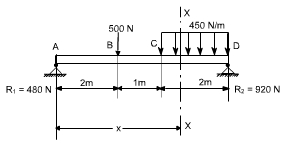 X
500 N
450 N/m
A
B
C
D
R₁ = 480 N
2m
1m
2m
R₂ = 920 N
x
X